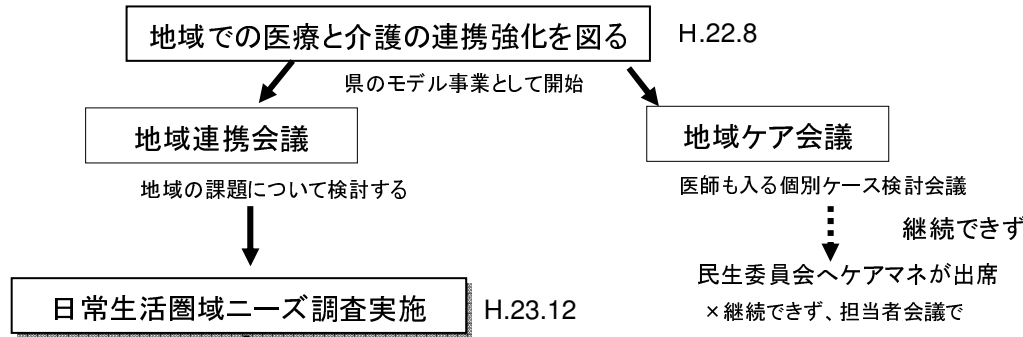 地域での医療と介護の連携強化を図る H.22.8
県のモデル事業として開始
地域連携会議
地域ケア会議
地域の課題について検討する
医師も入る個別ケース検討会議
継続できず
民生委員会へケアマネが出席
×継続できず、担当者会議で
日常生活圏域ニーズ調査実施 H.23.12